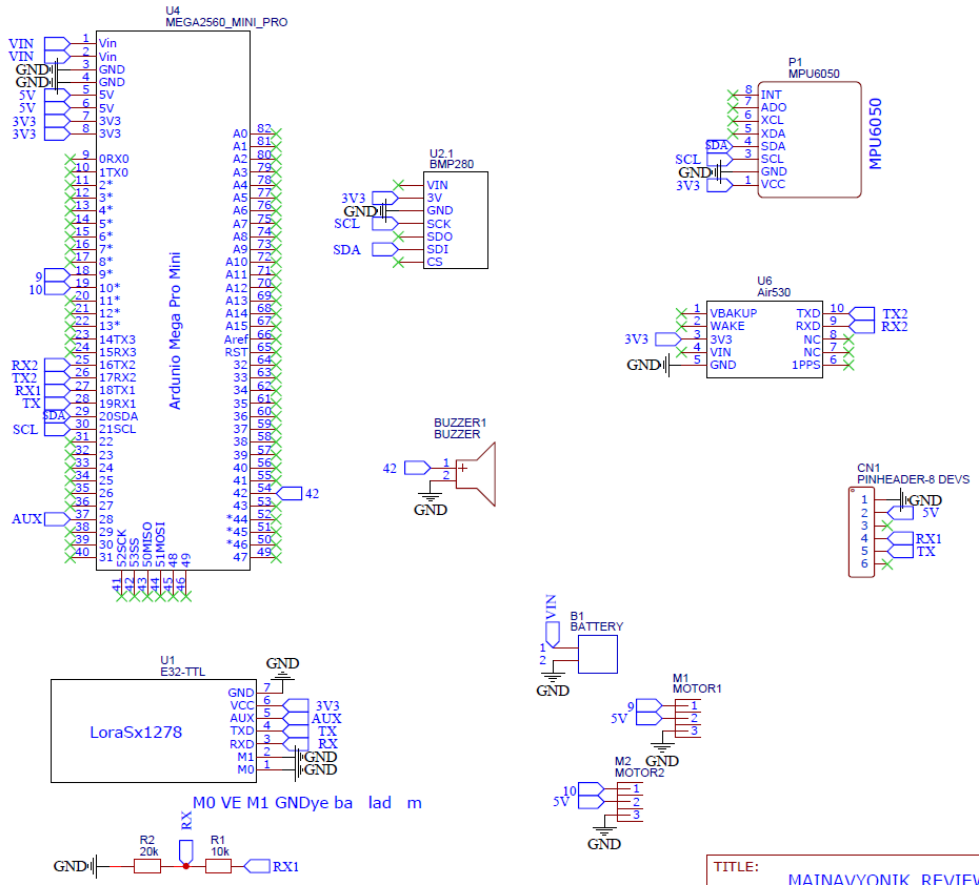 U4
MEGA2560_MINI_PRO
VIN 1 Vin
VIN 2 Vin
GND 3 GND
GND 4 GND
5V 5 5V
5V 6 5V
3V3 7 3V3
3V3 8 3V3
9 0RX0
10 1TX0
11 2*
12 3*
13 4*
14 5*
15 6*
16 7*
17 8*
9 18 9*
10 19 10*
20 11*
21 12*
22 13*
23 14TX3
24 15RX3
RX2 25 16TX2
TX2 26 17RX2
RX1 27 18TX1
TX 28 19RX1
SDA 29 20SDA
SCL 30 21SCL
31 22
32 23
33 24
34 25
35 26
36 27
AUX 37 28
38 29
39 30
40 31
Ardunio Mega Pro Mini
A0 82
A1 81
A2 80
A3 79
A4 78
A5 77
A6 76
A7 75
A8 74
A9 73
A10 72
A11 71
A12 70
A13 69
A14 68
A15 67
Aref 66
RST 65
32 64
33 63
34 62
35 61
36 60
37 59
38 58
39 57
40 56
41 55
42 54 42
43 53
*44 52
*45 51
*46 50
47 49
52SCK 41
53SS 42
50MISO 43
51MOSI 44
48 45
49 46
U2.1
BMP280
VIN
3V3 3V
GND GND
SCL SCK
SDO
SDA SDI
CS
P1
MPU6050
8 INT
7 ADO
6 XCL
5 XDA
SDA 4 SDA
SCL 3 SCL
GND 2 GND
3V3 1 VCC
MPU6050
U6
Air530
1 VBAKUP TXD 10 TX2
2 WAKE RXD 9 RX2
3V3 3 3V3 NC 8
4 VIN NC 7
GND 5 GND 1PPS 6
BUZZER1
BUZZER
42 1 +
2
GND
CN1
PINHEADER-8 DEVS
1 GND
2 5V
3
4 RX1
5 TX
6
VIN
B1
BATTERY
1
2
GND
M1
MOTOR1
9 1
5V 2
3
GND
M2
MOTOR2
10 1
5V 2
3
GND
U1
E32-TTL
GND
GND 7
VCC 6 3V3
AUX 5 AUX
TXD 4 TX
RXD 3 RX
M1 2 GND
M0 1 GND
LoraSx1278
M0 VE M1 GNDye ba lad m
RX
R2
20k
R1
10k
GND
RX1
TITLE:
MAINAVYONIK REVIEW